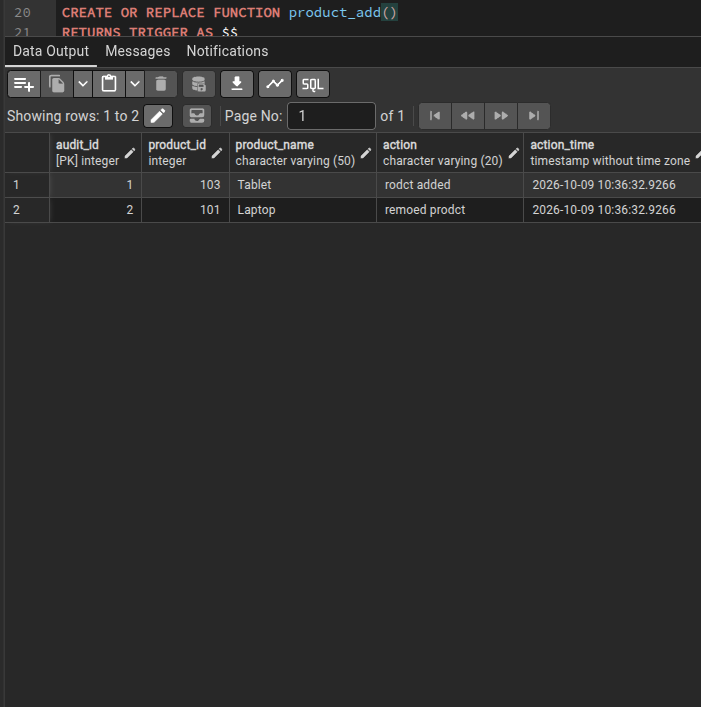 20 CREATE OR REPLACE FUNCTION product_add()
21 RETURNS TRIGGER AS $$
Data Output Messages Notifications
SQL
Showing rows: 1 to 2 Page No: 1 of 1
audit_id product_id product_name action action_time
[PK] integer integer character varying (50) character varying (20) timestamp without time zone
1 1 103 Tablet rodct added 2026-10-09 10:36:32.9266
2 2 101 Laptop remoed prodct 2026-10-09 10:36:32.9266